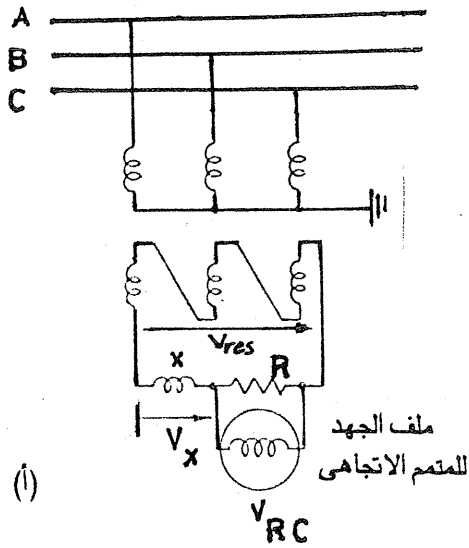 A
B
C
Vres
x
R
Vx
ملف الجهد
للمتمم الاتجاهى
VRC
(أ)